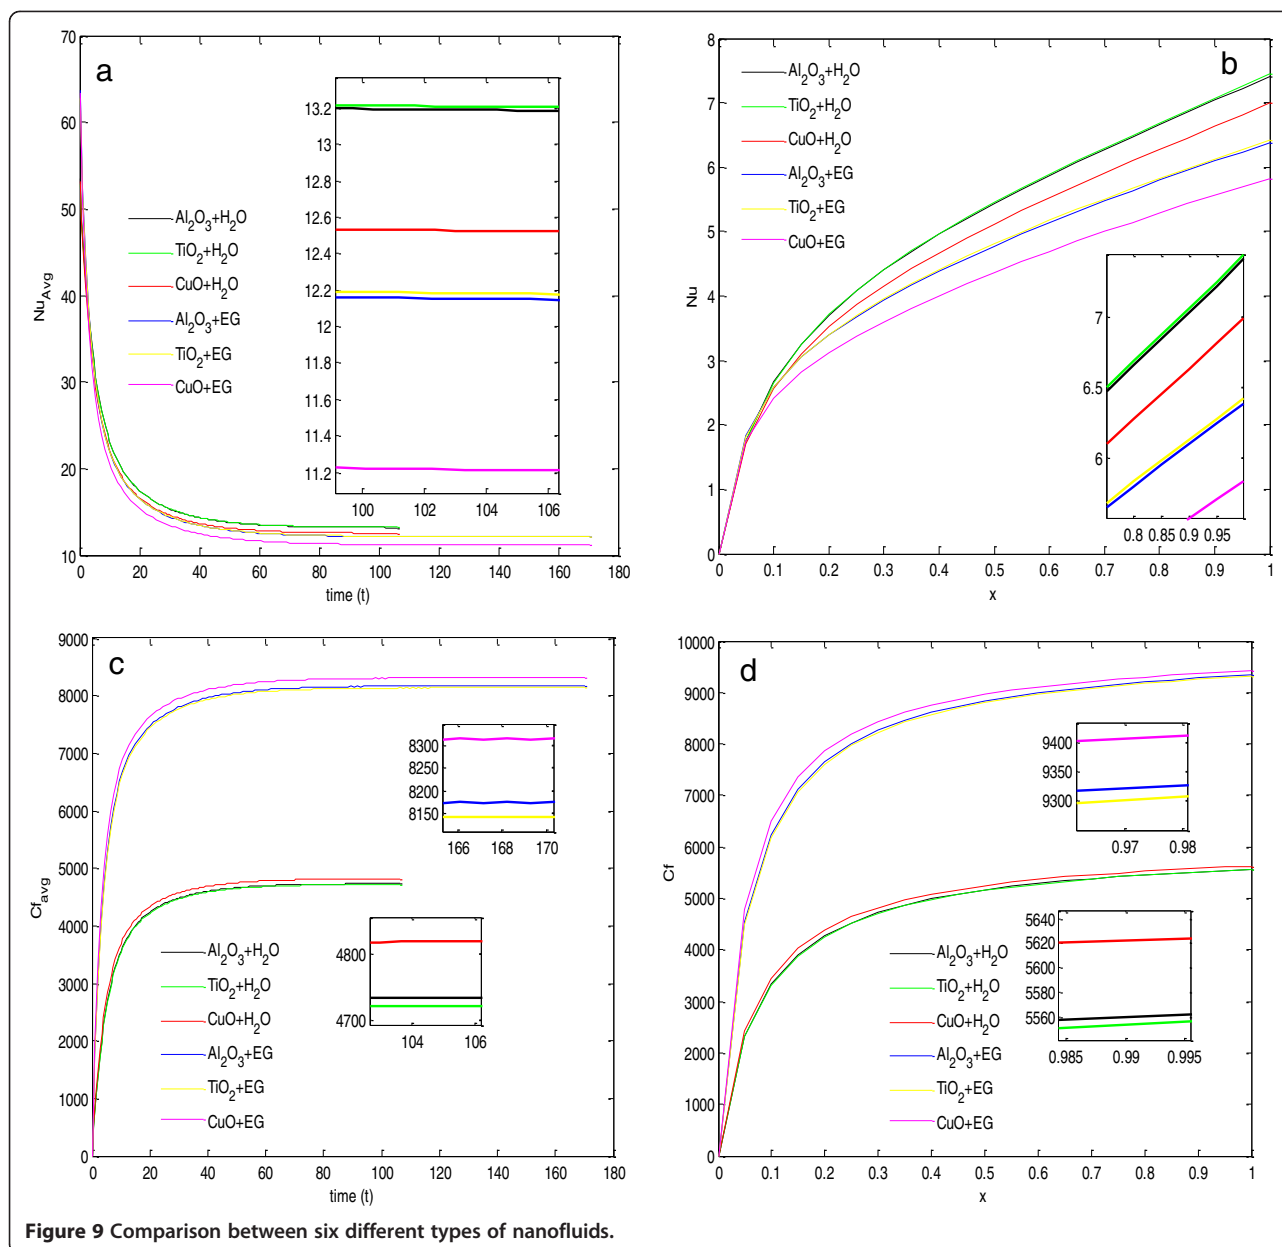 a
70
60
50
40
30
20
10
0 20 40 60 80 100 120 140 160 180
Nu_Avg
time (t)
Al2O3+H2O
TiO2+H2O
CuO+H2O
Al2O3+EG
TiO2+EG
CuO+EG
13.2
13
12.8
12.6
12.4
12.2
12
11.8
11.6
11.4
11.2
100 102 104 106
b
8
7
6
5
4
3
2
1
0
0 0.1 0.2 0.3 0.4 0.5 0.6 0.7 0.8 0.9 1
Nu
x
Al2O3+H2O
TiO2+H2O
CuO+H2O
Al2O3+EG
TiO2+EG
CuO+EG
7
6.5
6
0.8 0.85 0.9 0.95
c
9000
8000
7000
6000
5000
4000
3000
2000
1000
0
0 20 40 60 80 100 120 140 160 180
Cf_avg
time (t)
8300
8250
8200
8150
166 168 170
4800
4700
104 106
Al2O3+H2O
TiO2+H2O
CuO+H2O
Al2O3+EG
TiO2+EG
CuO+EG
d
10000
9000
8000
7000
6000
5000
4000
3000
2000
1000
0
0 0.1 0.2 0.3 0.4 0.5 0.6 0.7 0.8 0.9 1
Cf
x
9400
9350
9300
0.97 0.98
5640
5620
5600
5580
5560
5540
0.985 0.99 0.995
Al2O3+H2O
TiO2+H2O
CuO+H2O
Al2O3+EG
TiO2+EG
CuO+EG
Figure 9 Comparison between six different types of nanofluids.